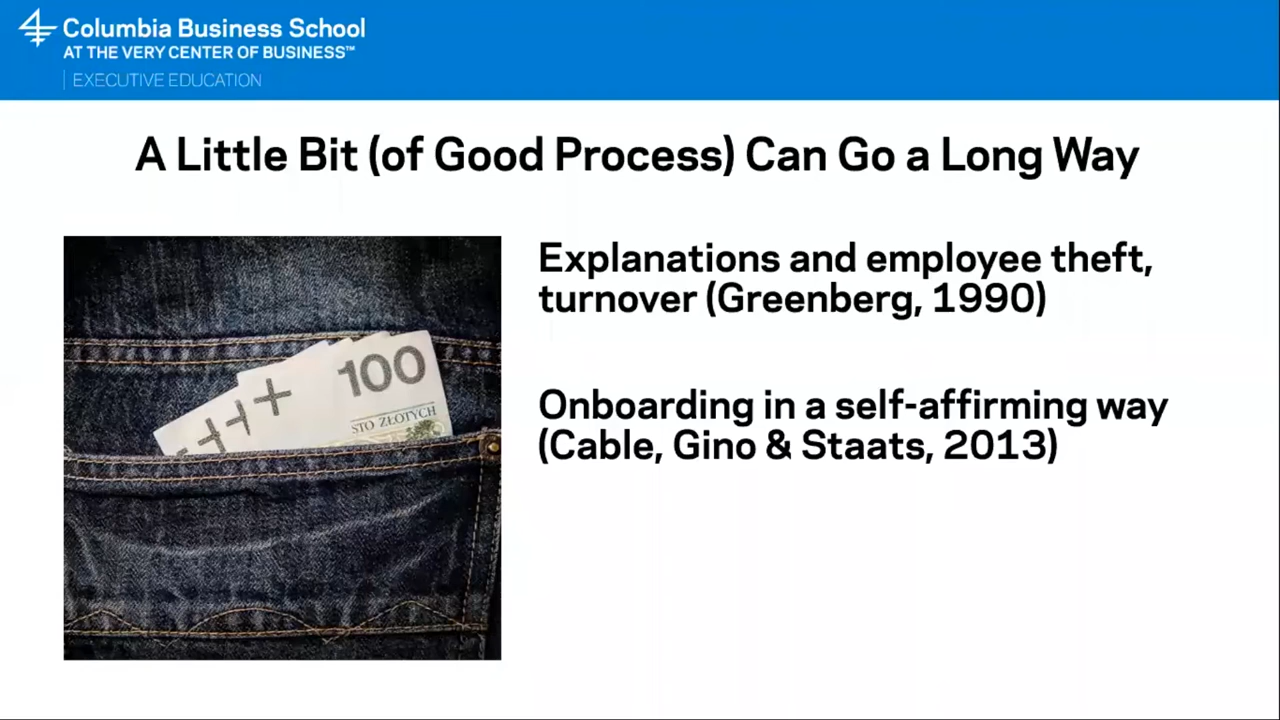 Columbia Business School
AT THE VERY CENTER OF BUSINESS™
EXECUTIVE EDUCATION
A Little Bit (of Good Process) Can Go a Long Way
Explanations and employee theft,
turnover (Greenberg, 1990)
Onboarding in a self-affirming way
(Cable, Gino & Staats, 2013)
100
STO ZŁOTYCH